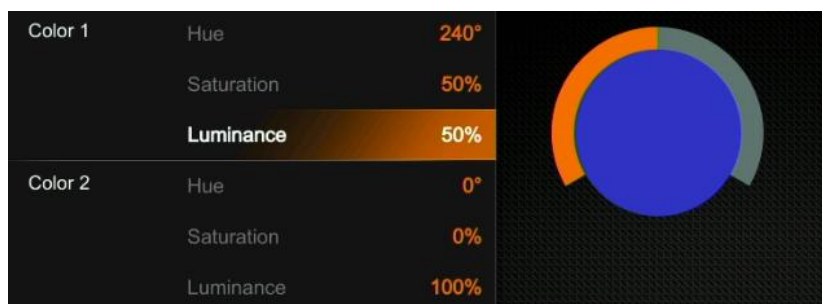 Color 1 Hue 240°
Saturation 50%
Luminance 50%
Color 2 Hue 0°
Saturation 0%
Luminance 100%